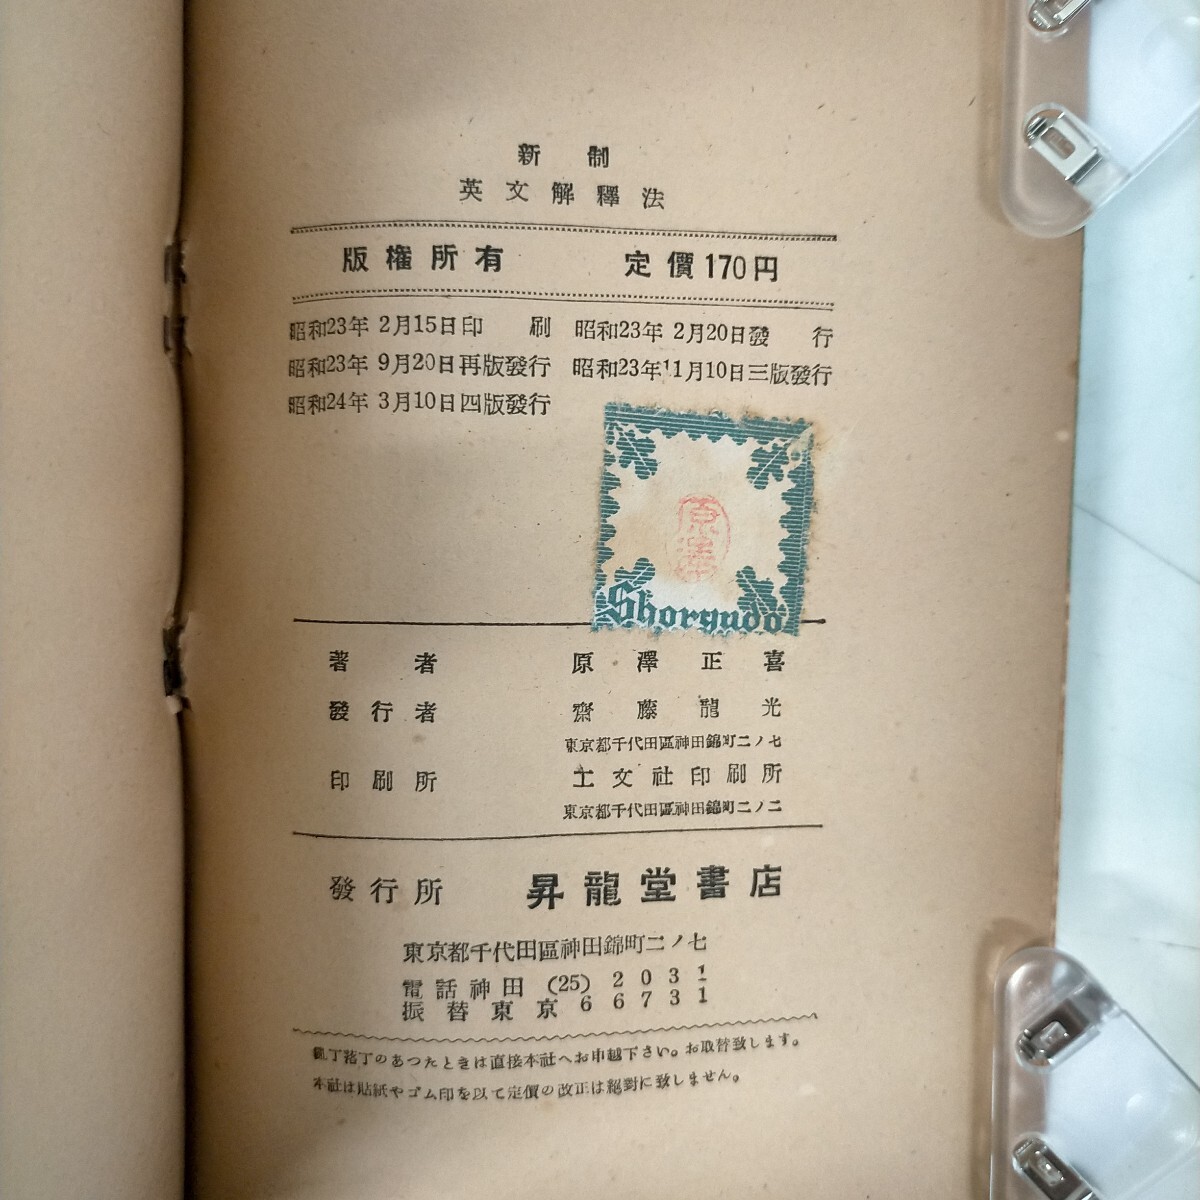 新制
英文解釋法
版權所有 定價170円
昭和23年 2月15日印刷 昭和23年 2月20日發行
昭和23年 9月20日再版發行 昭和23年11月10日三版發行
昭和24年 3月10日四版發行
原澤
Shoryudo
著者 原澤正喜
發行者 齋藤龍光
東京都千代田區神田錦町二ノ七
印刷所 工文社印刷所
東京都千代田區神田錦町二ノ二
發行所 昇龍堂書店
東京都千代田區神田錦町二ノ七
電話神田 (25) 2031
振替東京 66731
亂丁落丁のあつたときは直接本社へお申越下さい。お取替致します。
本社は貼紙やゴム印を以て定價の改正は絕對に致しません。